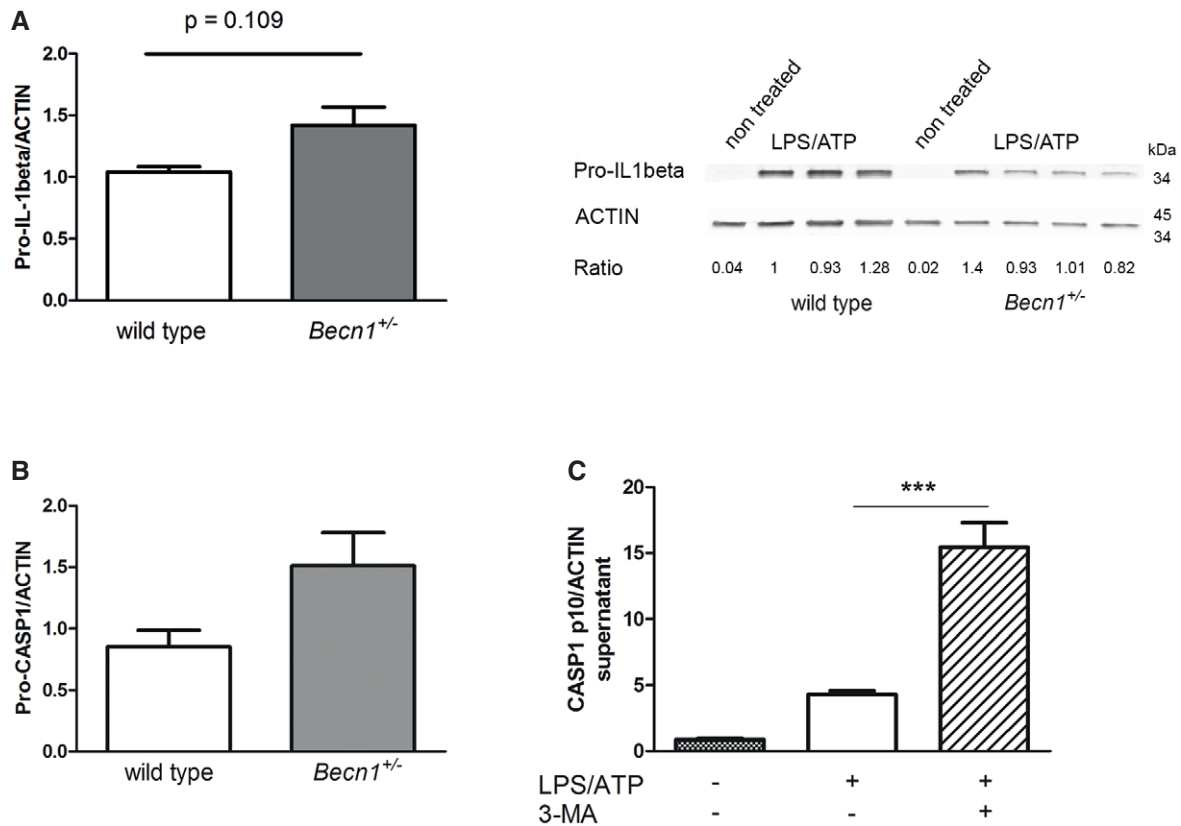 A
p = 0.109
2.0
1.5
1.0
0.5
0.0
Pro-IL-1beta/ACTIN
wild type
Becn1+/-
non treated
LPS/ATP
non treated
LPS/ATP
kDa
Pro-IL1beta
34
ACTIN
45
34
Ratio 0.04 1 0.93 1.28 0.02 1.4 0.93 1.01 0.82
wild type
Becn1+/-
B
2.0
1.5
1.0
0.5
0.0
Pro-CASP1/ACTIN
wild type
Becn1+/-
C
***
20
15
10
5
0
CASP1 p10/ACTIN
supernatant
LPS/ATP - + +
3-MA - - +